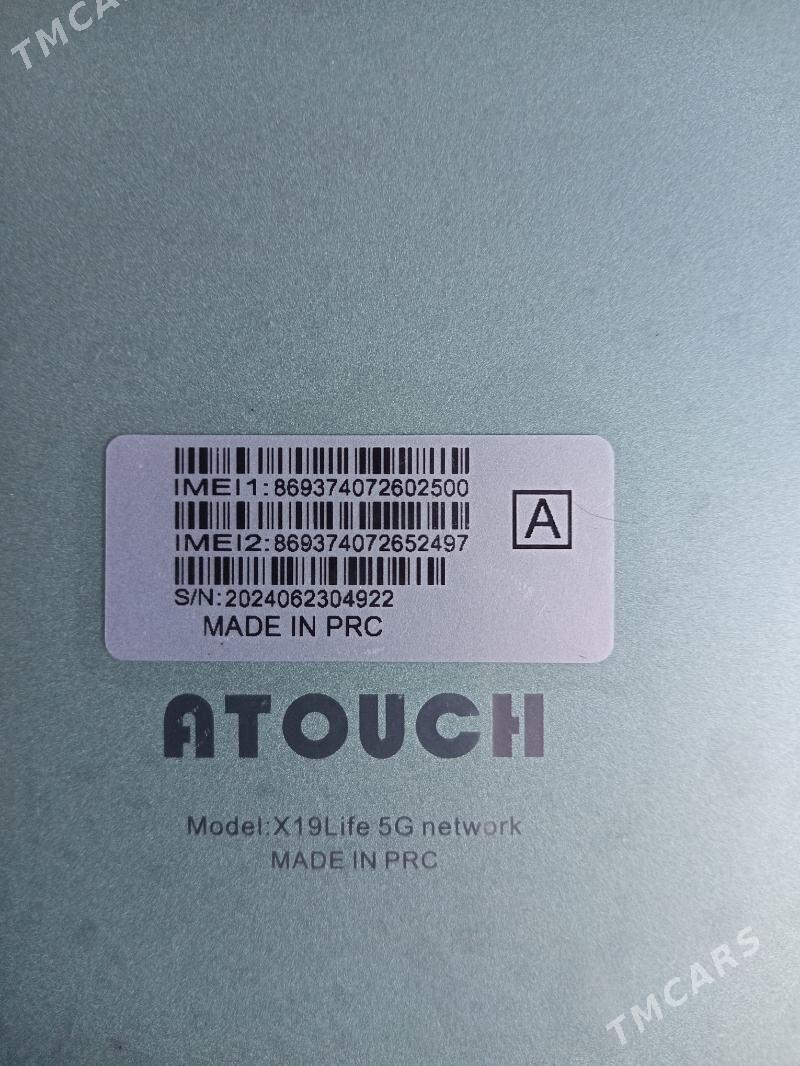 TMCARS
IMEI1:869374072602500
IMEI2:869374072652497
A
S/N:2024062304922
MADE IN PRC
ATOUCH
Model:X19Life 5G network
MADE IN PRC
TMCARS